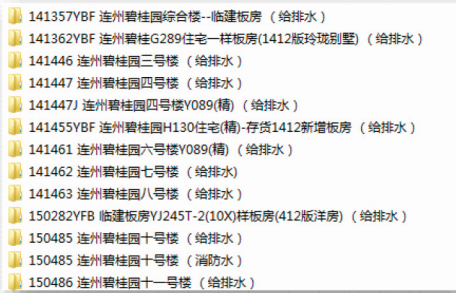 141357YBF 连州碧桂园综合楼--临建板房 （给排水）
141362YBF 连州碧桂G289住宅一样板房(1412版玲珑别墅) （给排水）
141446 连州碧桂园三号楼 （给排水）
141447 连州碧桂园四号楼 （给排水）
141447J 连州碧桂园四号楼Y089(精) （给排水）
141455YBF 连州碧桂园H130住宅(精)-存货1412新增板房 （给排水）
141461 连州碧桂园六号楼Y089(精) （给排水）
141462 连州碧桂园七号楼 （给排水)
141463 连州碧桂园八号楼 （给排水）
150282YFB 临建板房YJ245T-2(10X)样板房(412版洋房) （给排水）
150485 连州碧桂园十号楼 （给排水）
150485 连州碧桂园十号楼 （消防水）
150486 连州碧桂园十一号楼 （给排水）